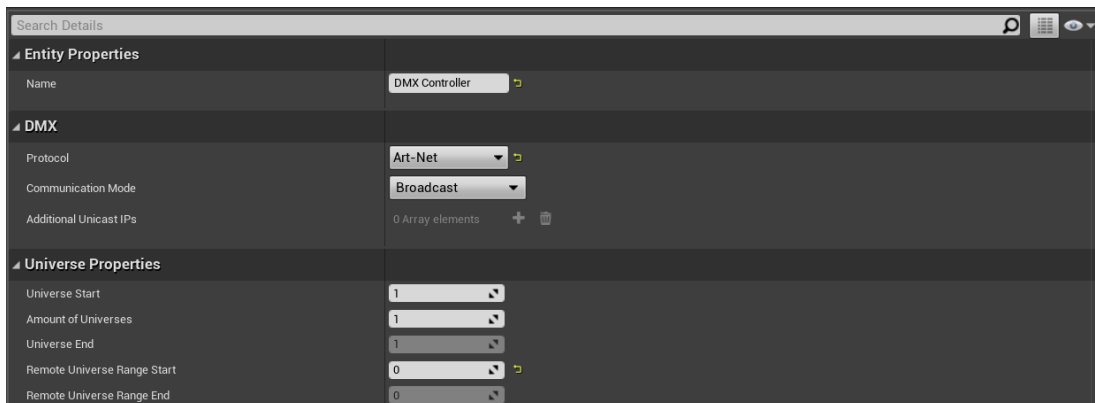 Search Details
Entity Properties
Name DMX Controller
DMX
Protocol Art-Net
Communication Mode Broadcast
Additional Unicast IPs 0 Array elements
Universe Properties
Universe Start 1
Amount of Universes 1
Universe End 1
Remote Universe Range Start 0
Remote Universe Range End 0